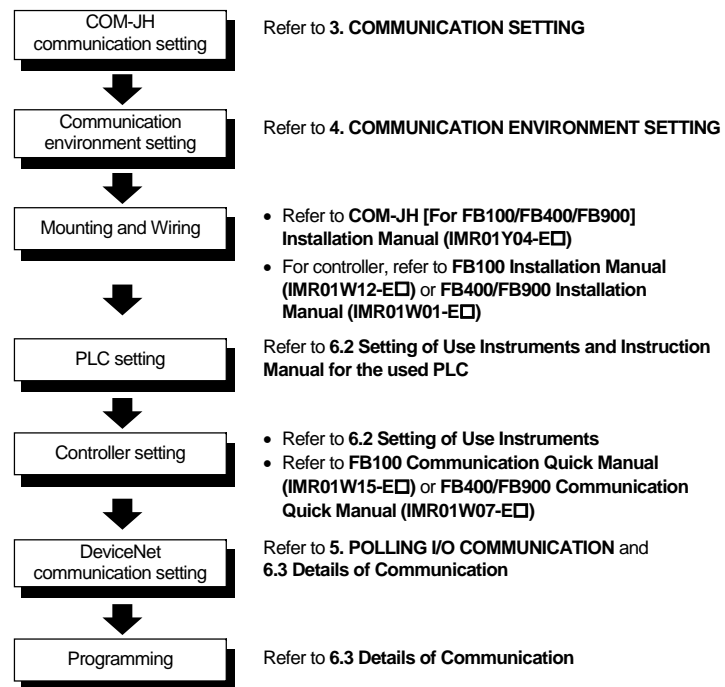 COM-JH
communication setting
Refer to 3. COMMUNICATION SETTING
Communication
environment setting
Refer to 4. COMMUNICATION ENVIRONMENT SETTING
Mounting and Wiring
• Refer to COM-JH [For FB100/FB400/FB900]
Installation Manual (IMR01Y04-E□)
• For controller, refer to FB100 Installation Manual
(IMR01W12-E□) or FB400/FB900 Installation
Manual (IMR01W01-E□)
PLC setting
Refer to 6.2 Setting of Use Instruments and Instruction
Manual for the used PLC
Controller setting
• Refer to 6.2 Setting of Use Instruments
• Refer to FB100 Communication Quick Manual
(IMR01W15-E□) or FB400/FB900 Communication
Quick Manual (IMR01W07-E□)
DeviceNet
communication setting
Refer to 5. POLLING I/O COMMUNICATION and
6.3 Details of Communication
Programming
Refer to 6.3 Details of Communication